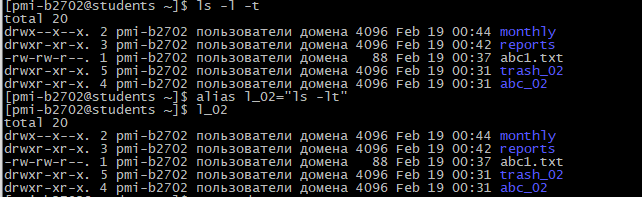 [pmi-b2702@students ~]$ ls -l -t
total 20
drwx--x--x. 2 pmi-b2702 пользователи домена 4096 Feb 19 00:44 monthly
drwxr-xr-x. 3 pmi-b2702 пользователи домена 4096 Feb 19 00:42 reports
-rw-rw-r--. 1 pmi-b2702 пользователи домена   88 Feb 19 00:37 abc1.txt
drwxr-xr-x. 5 pmi-b2702 пользователи домена 4096 Feb 19 00:31 trash_02
drwxr-xr-x. 4 pmi-b2702 пользователи домена 4096 Feb 19 00:31 abc_02
[pmi-b2702@students ~]$ alias l_02="ls -lt"
[pmi-b2702@students ~]$ l_02
total 20
drwx--x--x. 2 pmi-b2702 пользователи домена 4096 Feb 19 00:44 monthly
drwxr-xr-x. 3 pmi-b2702 пользователи домена 4096 Feb 19 00:42 reports
-rw-rw-r--. 1 pmi-b2702 пользователи домена   88 Feb 19 00:37 abc1.txt
drwxr-xr-x. 5 pmi-b2702 пользователи домена 4096 Feb 19 00:31 trash_02
drwxr-xr-x. 4 pmi-b2702 пользователи домена 4096 Feb 19 00:31 abc_02